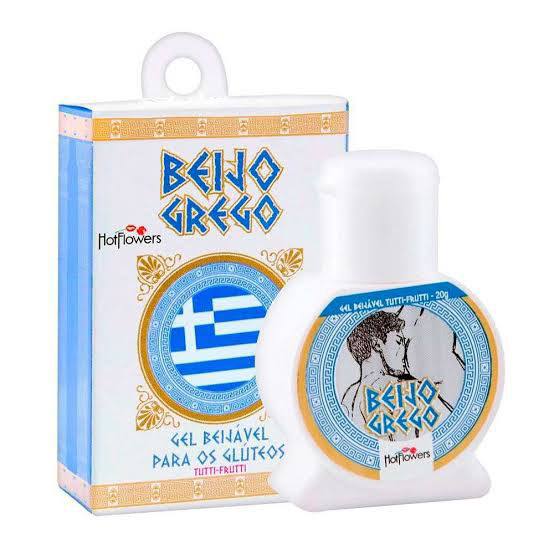 BEIJO
GREGO
HotFlowers
GEL BEIJÁVEL
PARA OS GLÚTEOS
TUTTI-FRUTTI
GEL BEIJÁVEL TUTTI-FRUTTI - 20g
BEIJO
GREGO
HotFlowers